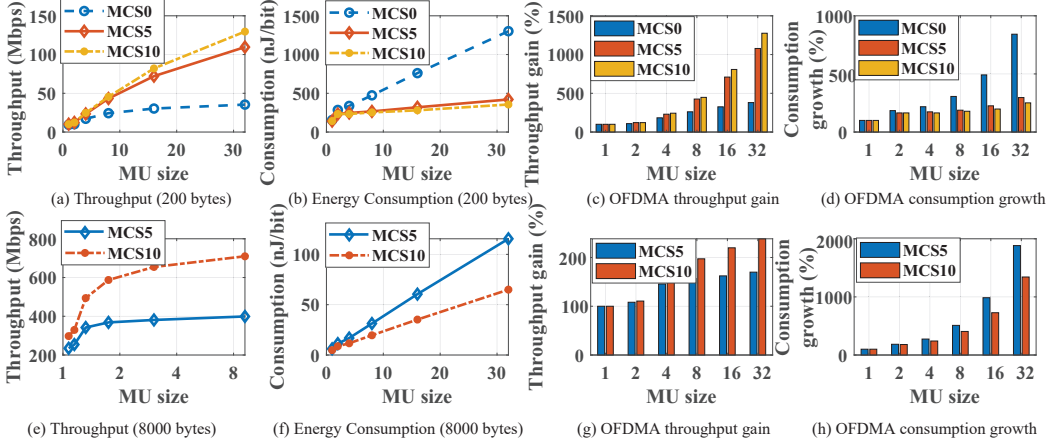 Throughput (Mbps)
150
100
50
0
0
10
20
30
MU size
MCS0
MCS5
MCS10
(a) Throughput (200 bytes)
Consumption (nJ/bit)
1500
1000
500
0
0
10
20
30
MU size
MCS0
MCS5
MCS10
(b) Energy Consumption (200 bytes)
Throughput gain (%)
1500
1000
500
0
1
2
4
8
16
32
MU size
MCS0
MCS5
MCS10
(c) OFDMA throughput gain
Consumption
growth (%)
1000
500
0
1
2
4
8
16
32
MU size
MCS0
MCS5
MCS10
(d) OFDMA consumption growth
Throughput (Mbps)
800
600
400
200
1
2
4
8
MU size
MCS5
MCS10
(e) Throughput (8000 bytes)
Consumption (nJ/bit)
100
50
0
0
10
20
30
MU size
MCS5
MCS10
(f) Energy Consumption (8000 bytes)
Throughput gain (%)
200
100
0
1
2
4
8
16
32
MU size
MCS5
MCS10
(g) OFDMA throughput gain
Consumption
growth (%)
2000
1000
0
1
2
4
8
16
32
MU size
MCS5
MCS10
(h) OFDMA consumption growth